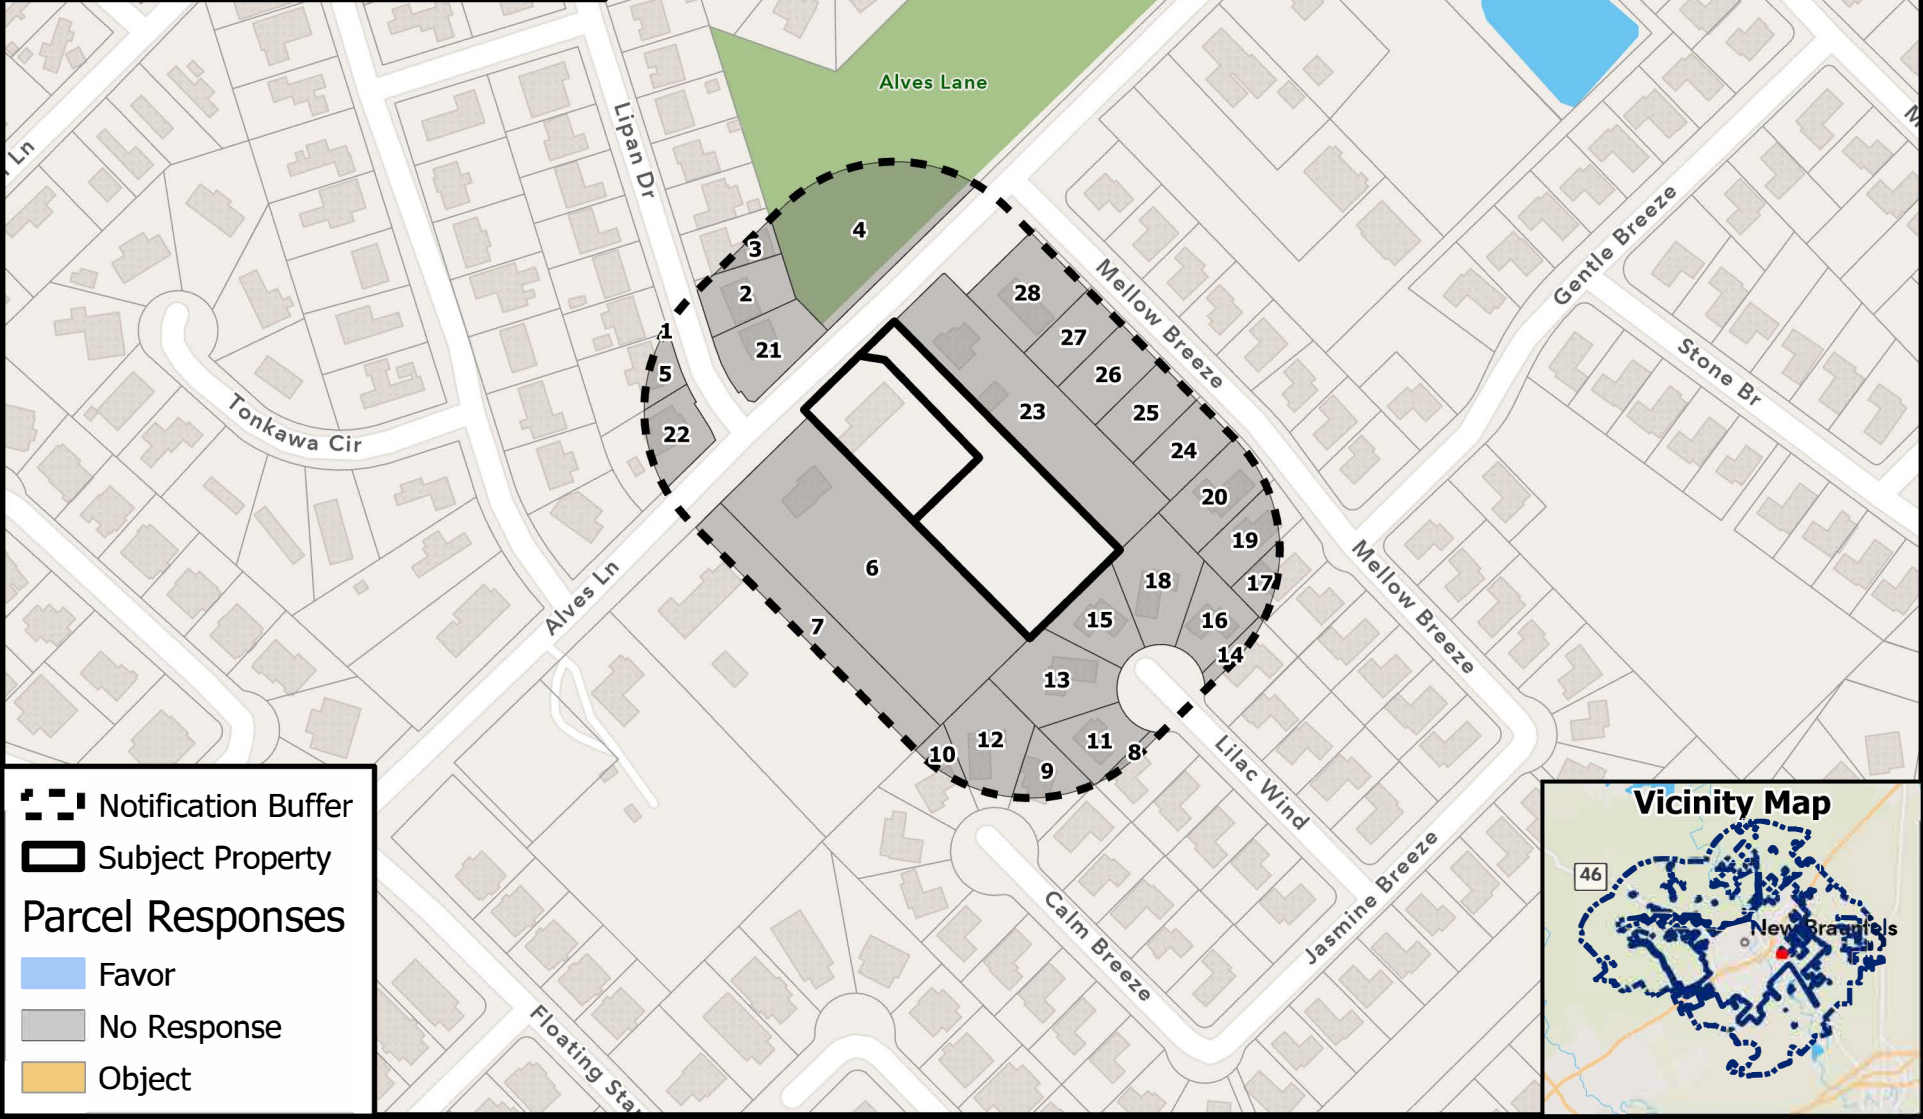 Alves Lane
Lipan Dr
Ln
4
3
2
1
21
5
22
28
27
26
25
24
23
20
19
18
17
16
15
14
13
12
11
10
9
8
7
6
Mellow Breeze
Gentle Breeze
Stone Br
Tonkawa Cir
Alves Ln
Mellow Breeze
Lilac Wind
Calm Breeze
Jasmine Breeze
Floating Sta
M
Notification Buffer
Subject Property
Parcel Responses
Favor
No Response
Object
Vicinity Map
46
New Braunfels